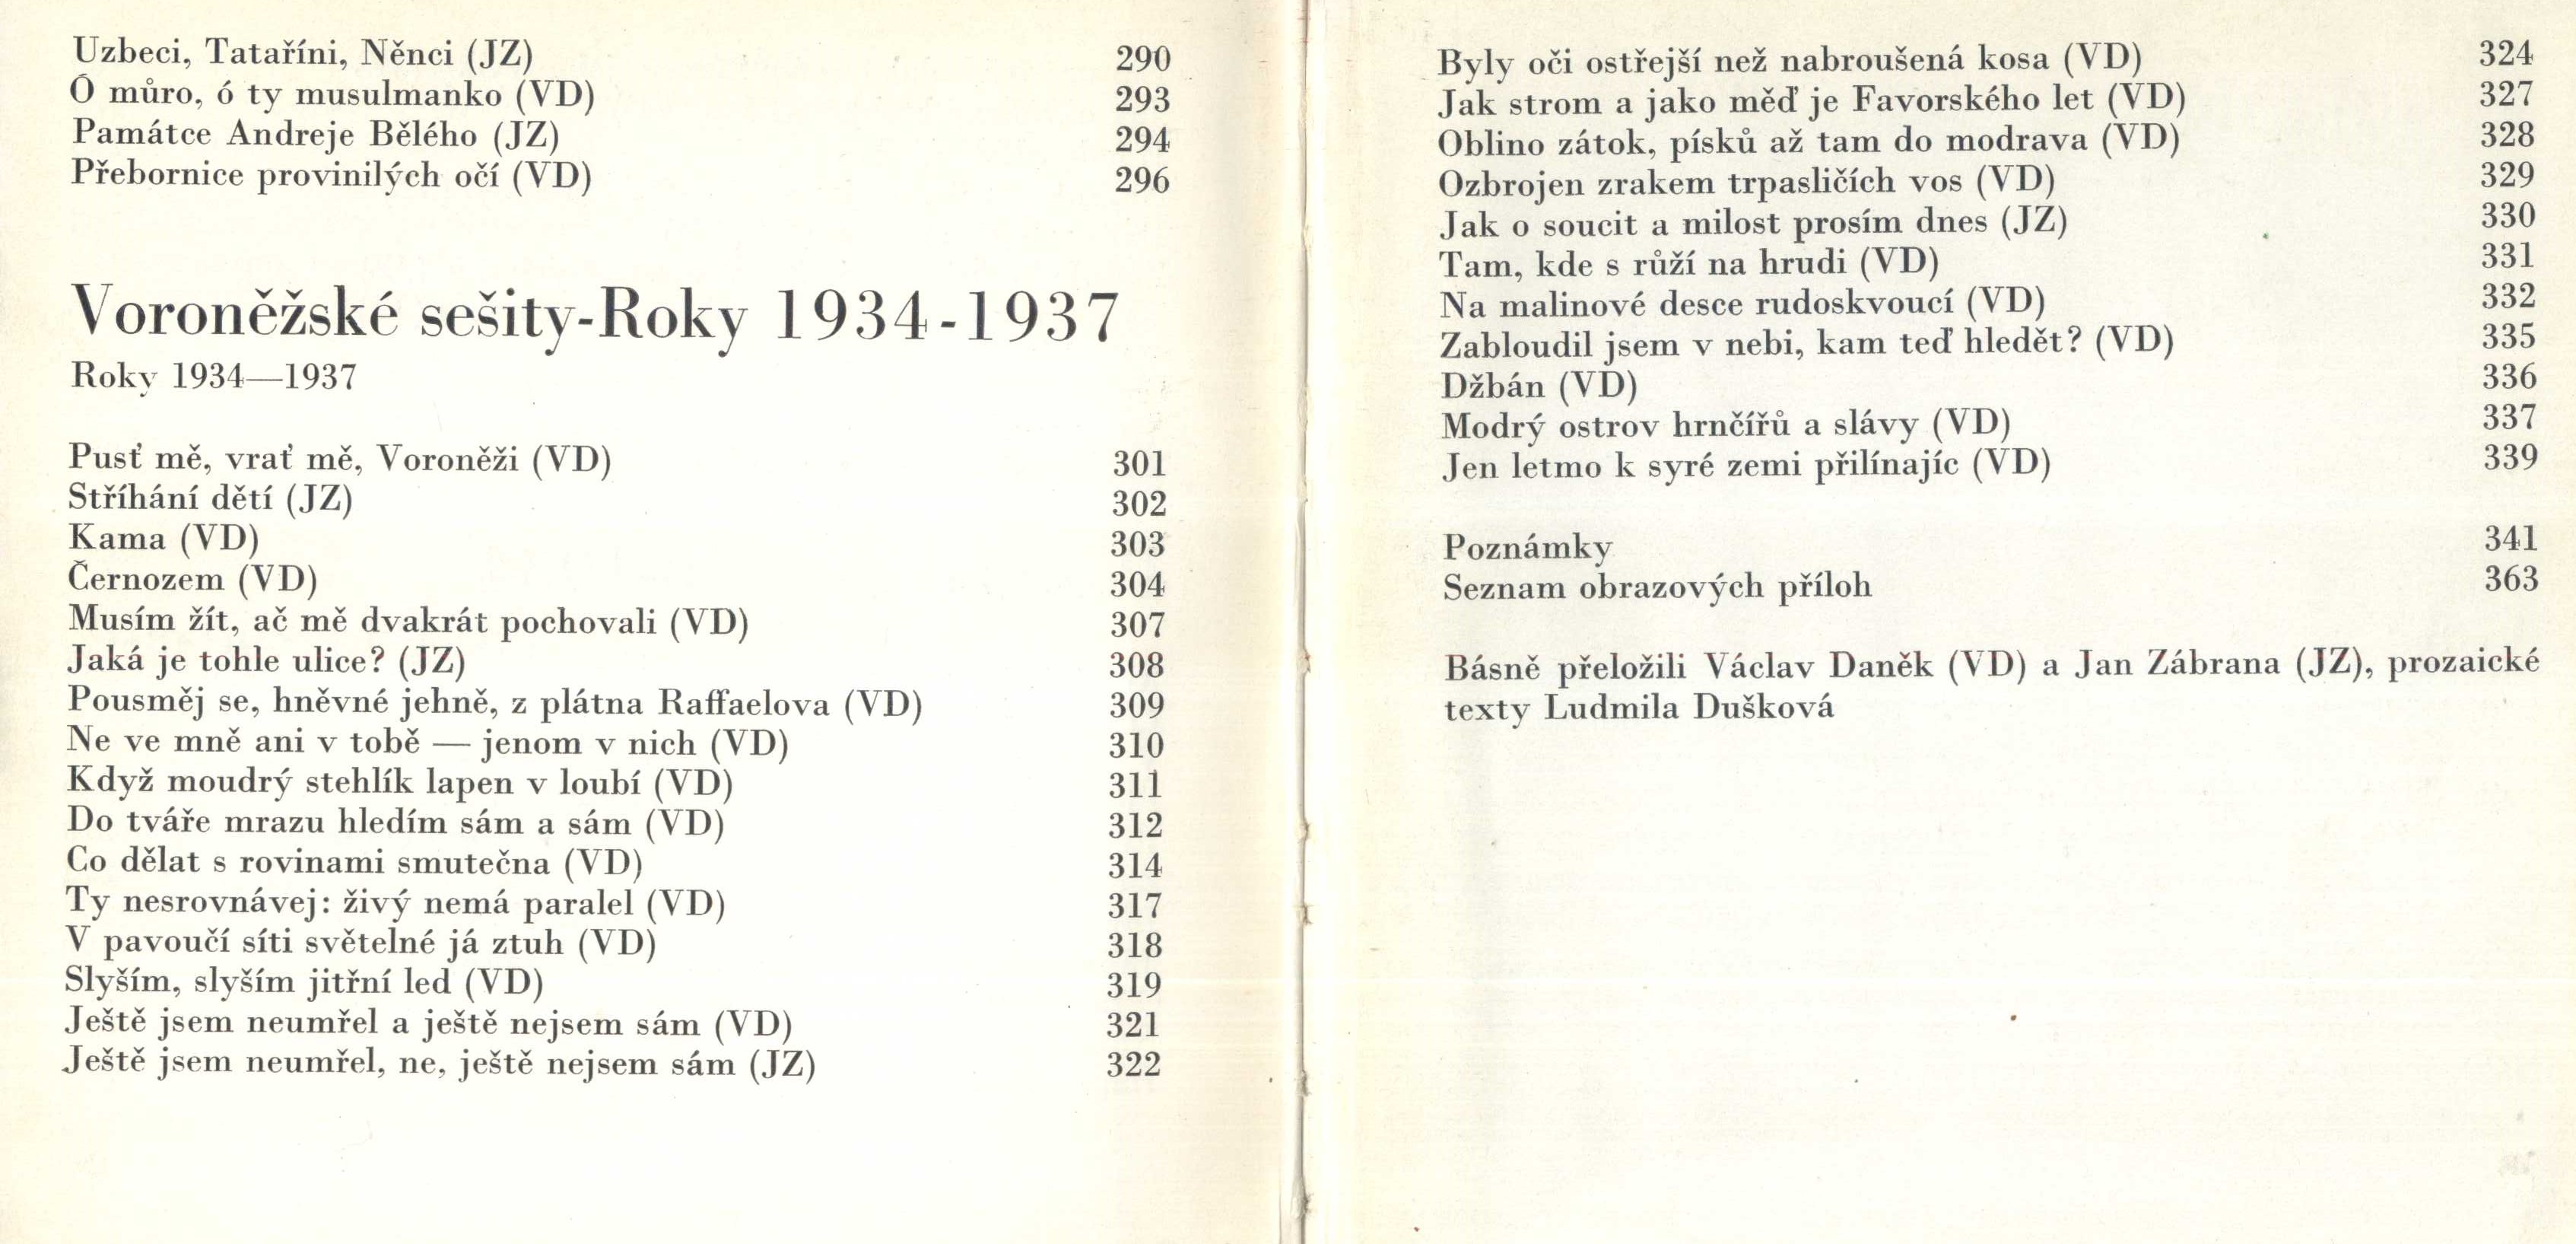 Uzbeci, Tataříni, Něnci (JZ) 290
Ó můro, ó ty musulmanko (VD) 293
Památce Andreje Bělého (JZ) 294
Přebornice provinilých očí (VD) 296
Voroněžské sešity-Roky 1934-1937
Roky 1934—1937
Pusť mě, vrať mě, Voroněži (VD) 301
Stříhání dětí (JZ) 302
Kama (VD) 303
Černozem (VD) 304
Musím žít, ač mě dvakrát pochovali (VD) 307
Jaká je tohle ulice? (JZ) 308
Pousměj se, hněvné jehně, z plátna Raffaelova (VD) 309
Ne ve mně ani v tobě — jenom v nich (VD) 310
Když moudrý stehlík lapen v loubí (VD) 311
Do tváře mrazu hledím sám a sám (VD) 312
Co dělat s rovinami smutečna (VD) 314
Ty nesrovnávej: živý nemá paralel (VD) 317
V pavoučí síti světelné já ztuh (VD) 318
Slyším, slyším jitřní led (VD) 319
Ještě jsem neumřel a ještě nejsem sám (VD) 321
Ještě jsem neumřel, ne, ještě nejsem sám (JZ) 322
Byly oči ostřejší než nabroušená kosa (VD) 324
Jak strom a jako měď je Favorského let (VD) 327
Oblino zátok, písků až tam do modrava (VD) 328
Ozbrojen zrakem trpasličích vos (VD) 329
Jak o soucit a milost prosím dnes (JZ) 330
Tam, kde s růží na hrudi (VD) 331
Na malinové desce rudoskvoucí (VD) 332
Zabloudil jsem v nebi, kam teď hledět? (VD) 335
Džbán (VD) 336
Modrý ostrov hrnčířů a slávy (VD) 337
Jen letmo k syré zemi přilínajíc (VD) 339
Poznámky 341
Seznam obrazových příloh 363
Básně přeložili Václav Daněk (VD) a Jan Zábrana (JZ), prozaické
texty Ludmila Dušková